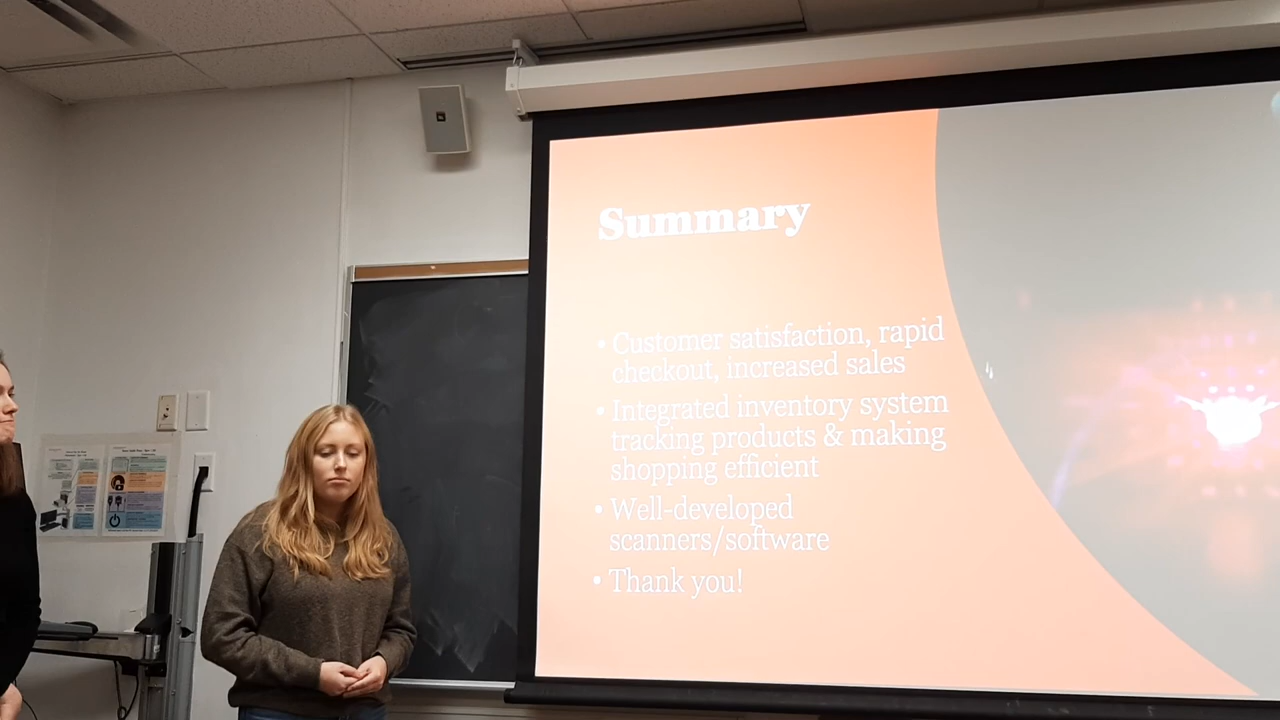 Summary
• Customer satisfaction, rapid
checkout, increased sales
• Integrated inventory system
tracking products & making
shopping efficient
• Well-developed
scanners/software
• Thank you!